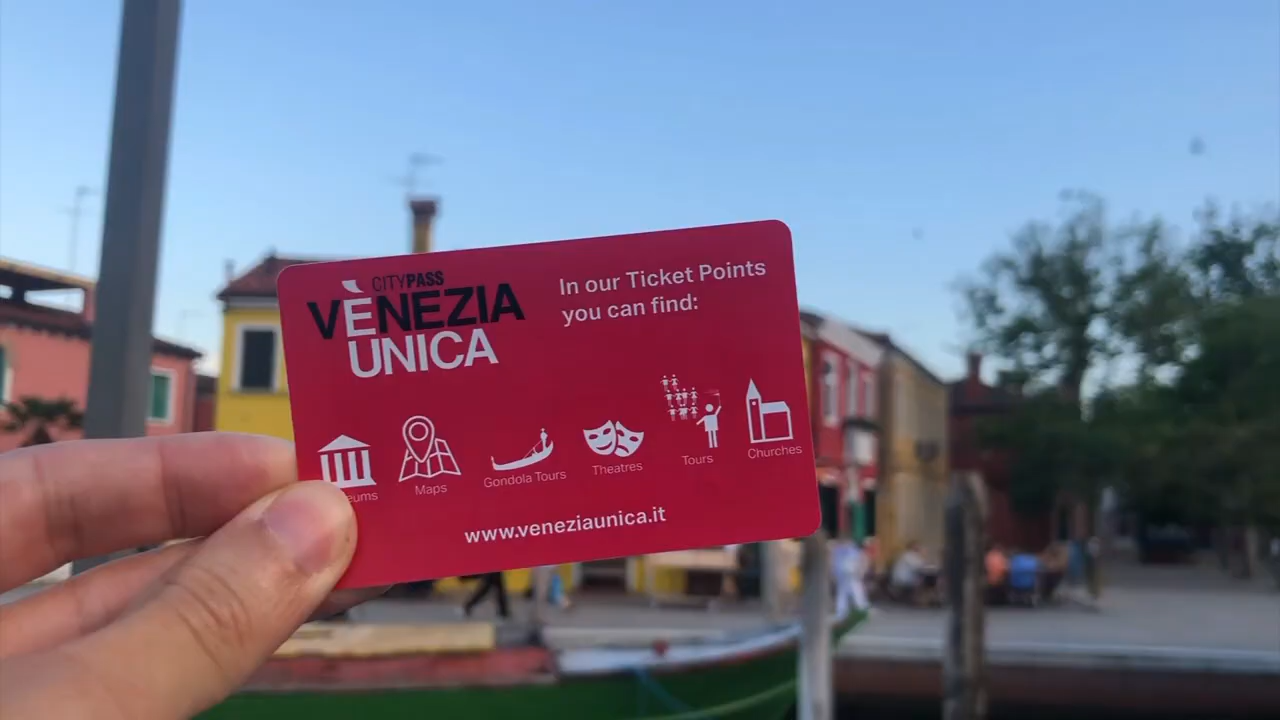 CITYPASS
VÈNEZIA
UNICA
In our Ticket Points
you can find:
Maps
Gondola Tours
Theatres
Tours
Churches
www.veneziaunica.it